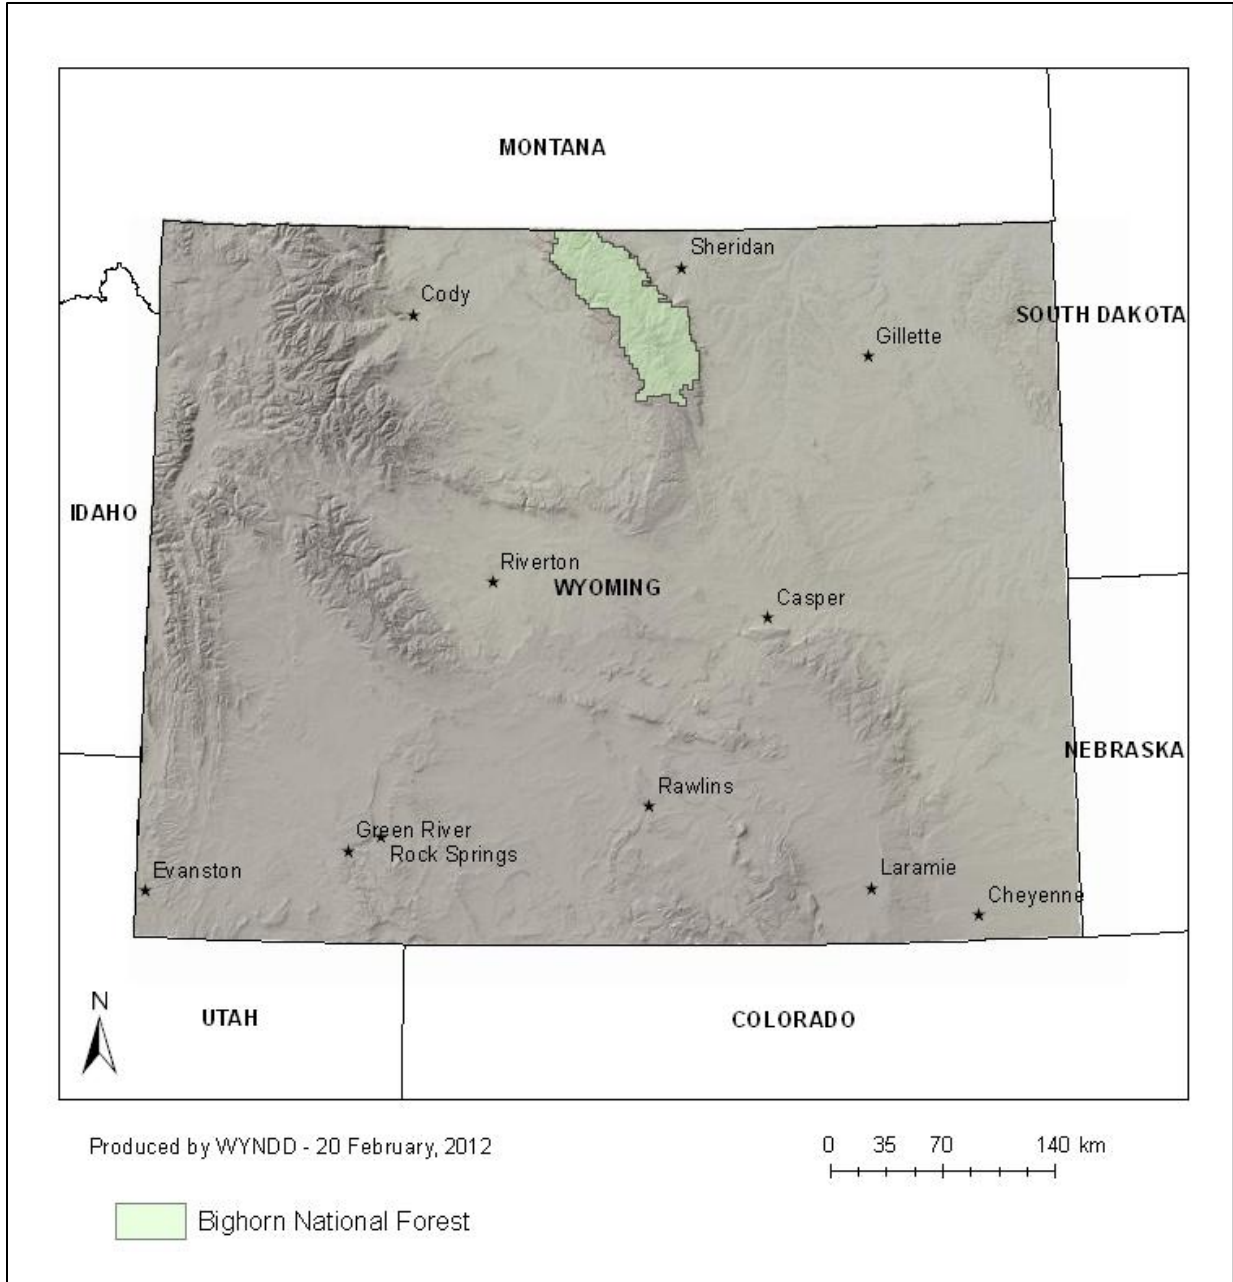 MONTANA
Sheridan
Cody
SOUTH DAKOTA
Gillette
IDAHO
Riverton
WYOMING
Casper
NEBRASKA
Rawlins
Green River
Rock Springs
Evanston
Laramie
Cheyenne
N
UTAH
COLORADO
Produced by WYNDD - 20 February, 2012
0 35 70 140 km
Bighorn National Forest